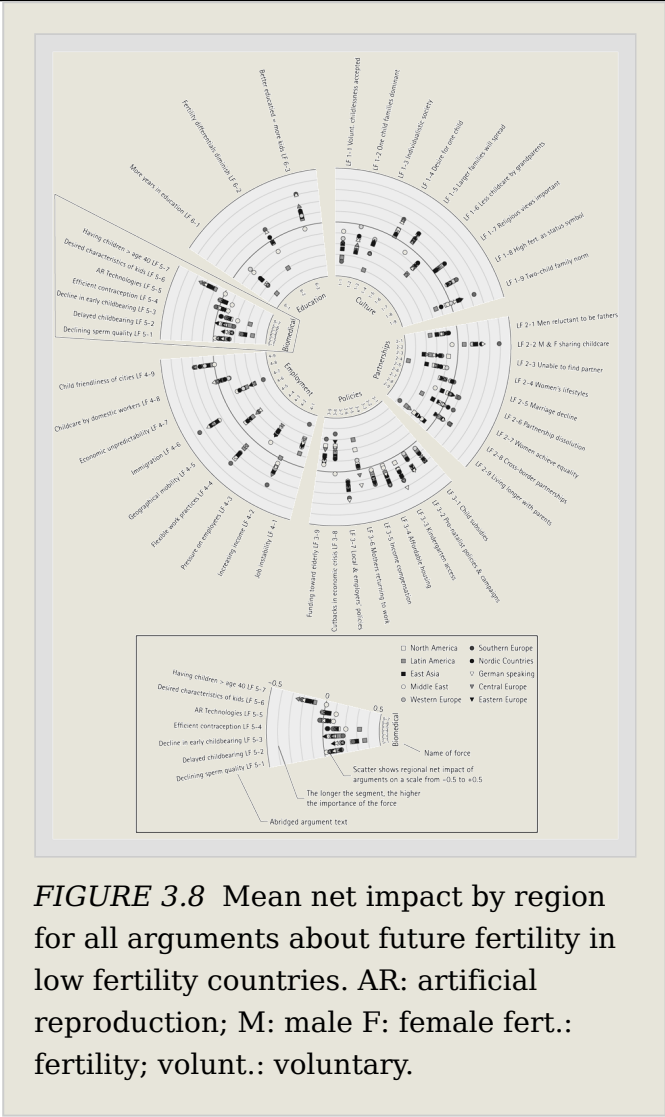 Better educated = more kids LF 6–3
Fertility differentials diminish LF 6–2
More years in education LF 6–1
LF 1–1 Volunt. childlessness accepted
LF 1–2 One child families dominant
LF 1–3 Individualistic society
LF 1–4 Desire for one child
LF 1–5 Larger families will spread
LF 1–6 Less childcare by grandparents
LF 1–7 Religious views important
LF 1–8 High fert. as status symbol
LF 1–9 Two-child family norm
Having children > age 40 LF 5–7
Desired characteristics of kids LF 5–6
AR Technologies LF 5–5
Efficient contraception LF 5–4
Decline in early childbearing LF 5–3
Delayed childbearing LF 5–2
Declining sperm quality LF 5–1
Education
Culture
Biomedical
Partnerships
Employment
Policies
LF 2–1 Men reluctant to be fathers
LF 2–2 M & F sharing childcare
LF 2–3 Unable to find partner
LF 2–4 Women's lifestyles
LF 2–5 Marriage decline
LF 2–6 Partnership dissolution
LF 2–7 Women achieve equality
LF 2–8 Cross-border partnerships
LF 2–9 Living longer with parents
Child friendliness of cities LF 4–9
Childcare by domestic workers LF 4–8
Economic unpredictability LF 4–7
Immigration LF 4–6
Geographical mobility LF 4–5
Flexible work practices LF 4–4
Pressure on employees LF 4–3
Increasing income LF 4–2
Job instability LF 4–1
Funding toward elderly LF 3–9
Cutbacks in economic crisis LF 3–8
LF 3–7 Local & employers' policies
LF 3–6 Mothers returning to work
LF 3–5 Income compensation
LF 3–4 Affordable housing
LF 3–3 Kindergarten access
LF 3–2 Pro-natalist policies & campaigns
LF 3–1 Child subsidies
North America
Latin America
East Asia
Middle East
Western Europe
Southern Europe
Nordic Countries
German speaking
Central Europe
Eastern Europe
Having children > age 40 LF 5–7
Desired characteristics of kids LF 5–6
AR Technologies LF 5–5
Efficient contraception LF 5–4
Decline in early childbearing LF 5–3
Delayed childbearing LF 5–2
Declining sperm quality LF 5–1
−0.5
0
0.5
Biomedical
Name of force
Scatter shows regional net impact of
arguments on a scale from −0.5 to +0.5
The longer the segment, the higher
the importance of the force
Abridged argument text
FIGURE 3.8 Mean net impact by region
for all arguments about future fertility in
low fertility countries. AR: artificial
reproduction; M: male F: female fert.:
fertility; volunt.: voluntary.